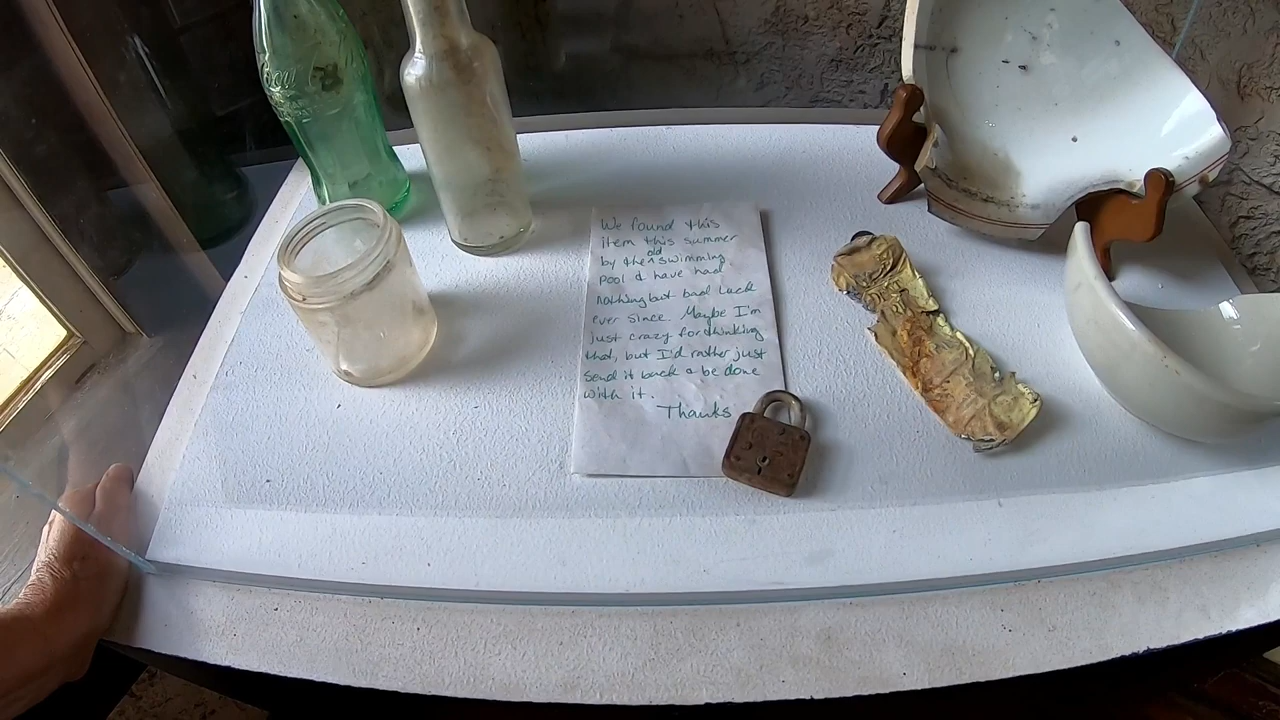 We found this
item this summer
by the old swimming
pool & have had
nothing but bad luck
ever since. Maybe I'm
just crazy for thinking
that, but I'd rather just
send it back & be done
with it.
Thanks